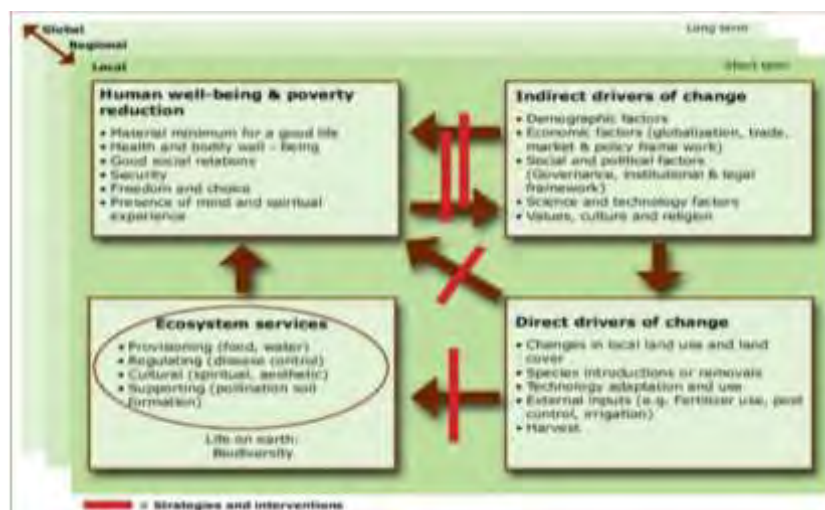 Global
Regional
Local
Long term
Short term
Human well-being & poverty
reduction
• Material minimum for a good life
• Health and bodily well - Being
• Good social relations
• Security
• Freedom and choice
• Presence of mind and spiritual
experience
Indirect drivers of change
• Demographic factors
• Economic factors (globalization, trade,
market & policy frame work)
• Social and political factors
(Governance, institutional & legal
framework)
• Science and technology factors
• Values, culture and religion
Ecosystem services
• Provisioning (food, water)
• Regulating (disease control)
• Cultural (spiritual, aesthetic)
• Supporting (pollination soil
formation)
Life on earth:
Biodiversity
Direct drivers of change
• Changes in local land use and land
cover
• Species introductions or removals
• Technology adaptation and use
• External inputs (e.g. Fertilizer use, pest
control, irrigation)
• Harvest
= Strategies and interventions